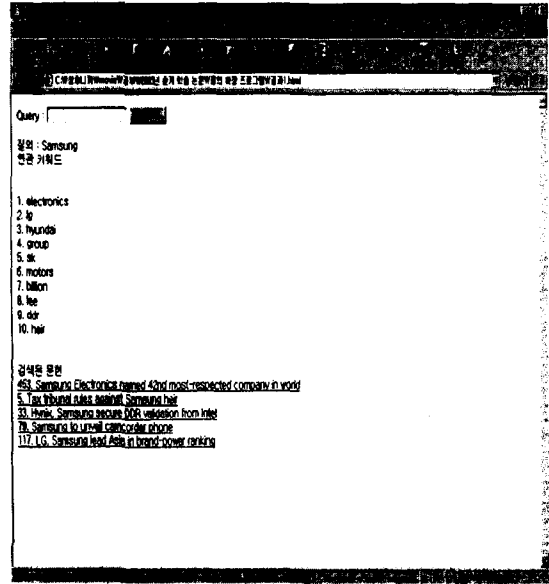 Query :
질의 : Samsung
연관 키워드
1. electronics
2. lg
3. hyundai
4. group
5. sk
6. motors
7. billion
8. lee
9. ddr
10. heir
검색된 문헌
453. Samsung Electronics named 42nd most-respected company in world
5. Tax tribunal rules against Samsung heir
33. Hynix, Samsung secure DDR validation from Intel
79. Samsung to unveil camcorder phone
117. LG, Samsung lead Asia in brand-power ranking